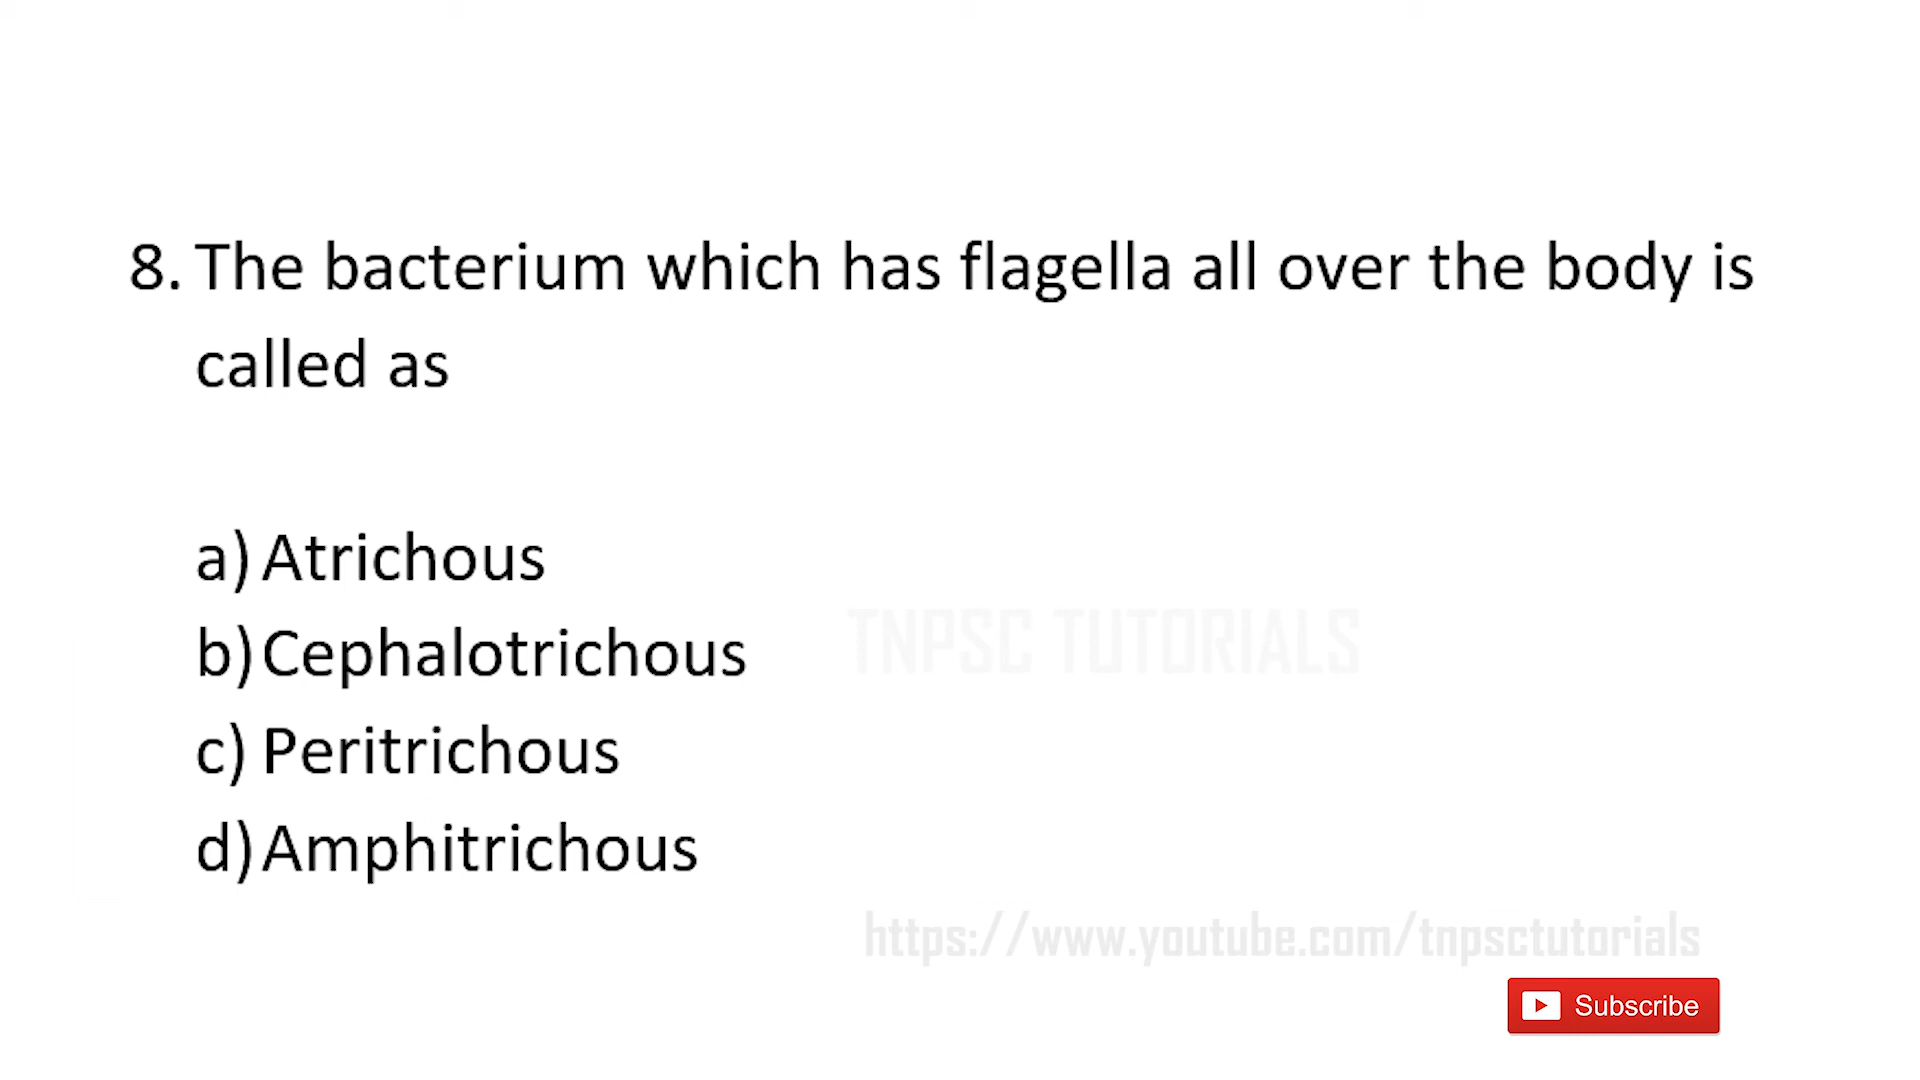 8. The bacterium which has flagella all over the body is
called as
a) Atrichous
b) Cephalotrichous
TNPSC TUTORIALS
c) Peritrichous
d) Amphitrichous
https://www.youtube.com/tnpsctutorials
Subscribe